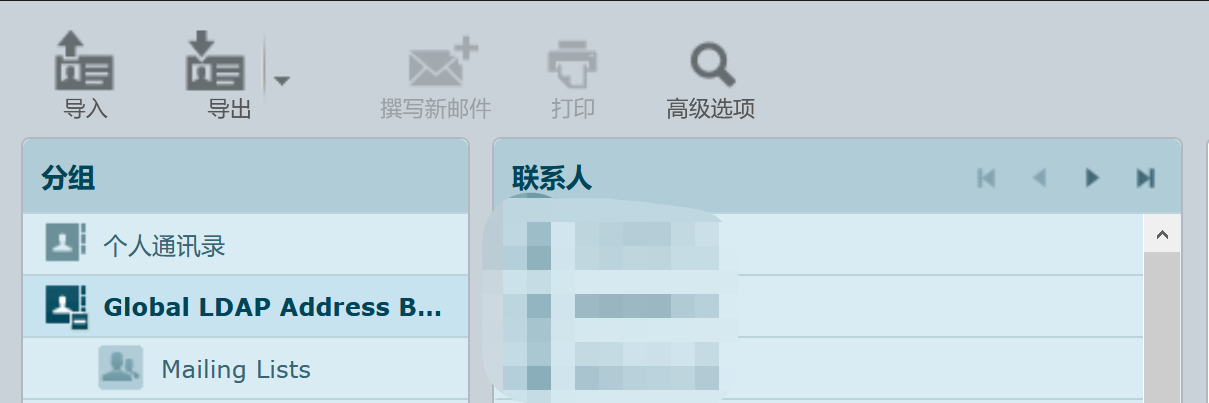 导入 导出 撰写新邮件 打印 高级选项
分组 联系人
个人通讯录
Global LDAP Address B...
Mailing Lists